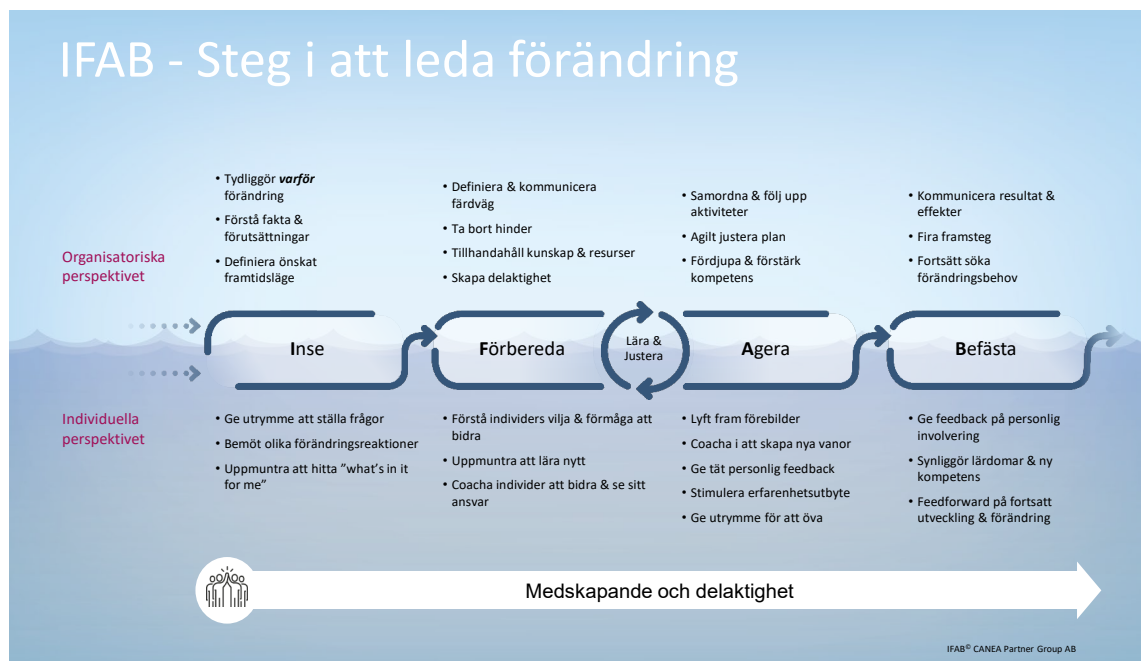 IFAB - Steg i att leda förändring
Organisatoriska
perspektivet
• Tydliggör varför
förändring
• Förstå fakta &
förutsättningar
• Definiera önskat
framtidsläge
• Definiera & kommunicera
färdväg
• Ta bort hinder
• Tillhandahåll kunskap & resurser
• Skapa delaktighet
• Samordna & följ upp
aktiviteter
• Agilt justera plan
• Fördjupa & förstärk
kompetens
• Kommunicera resultat &
effekter
• Fira framsteg
• Fortsätt söka
förändringsbehov
Inse
Förbereda
Lära &
Justera
Agera
Befästa
Individuella
perspektivet
• Ge utrymme att ställa frågor
• Bemöt olika förändringsreaktioner
• Uppmuntra att hitta ”what’s in it
for me”
• Förstå individers vilja & förmåga att
bidra
• Uppmuntra att lära nytt
• Coacha individer att bidra & se sitt
ansvar
• Lyft fram förebilder
• Coacha i att skapa nya vanor
• Ge tät personlig feedback
• Stimulera erfarenhetsutbyte
• Ge utrymme för att öva
• Ge feedback på personlig
involvering
• Synliggör lärdomar & ny
kompetens
• Feedforward på fortsatt
utveckling & förändring
Medskapande och delaktighet
IFAB© CANEA Partner Group AB